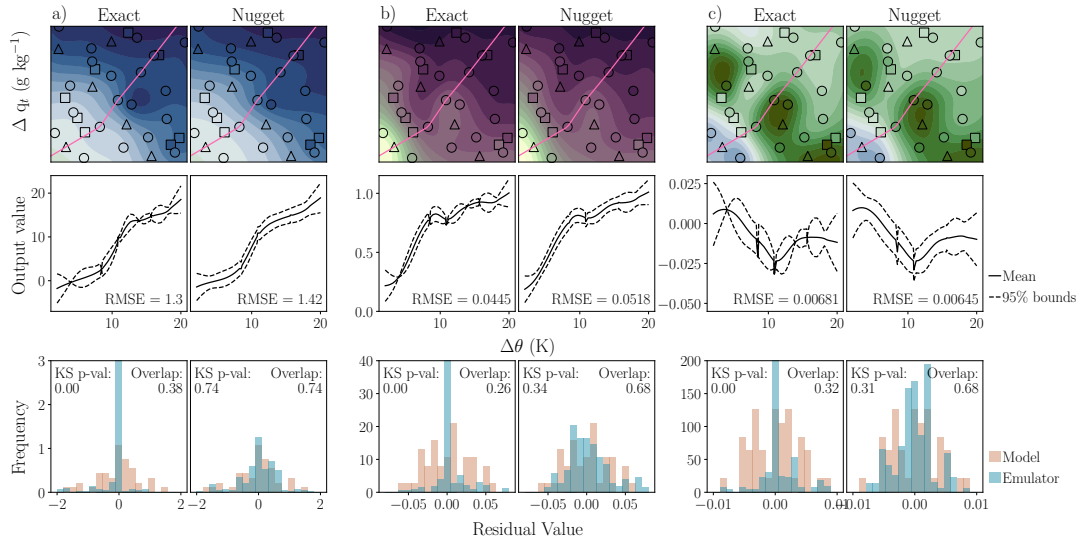 a) Exact Nugget b) Exact Nugget c) Exact Nugget
Δ q_t (g kg⁻¹)
Output value
20
10
0
RMSE = 1.3
RMSE = 1.42
10 20 10 20
1.0
0.5
0.0
RMSE = 0.0445
RMSE = 0.0518
10 20 10 20
0.025
0.000
−0.025
−0.050
RMSE = 0.00681
RMSE = 0.00645
10 20 10 20
Mean
95% bounds
Δθ (K)
Frequency
3
2
1
0
KS p-val: Overlap:
0.00 0.38
KS p-val: Overlap:
0.74 0.74
−2 0 2 −2 0 2
40
30
20
10
0
KS p-val: Overlap:
0.00 0.26
KS p-val: Overlap:
0.34 0.68
−0.05 0.00 0.05 −0.05 0.00 0.05
200
150
100
50
0
KS p-val: Overlap:
0.00 0.32
KS p-val: Overlap:
0.31 0.68
−0.01 0.00 0.00 0.01
Model
Emulator
Residual Value